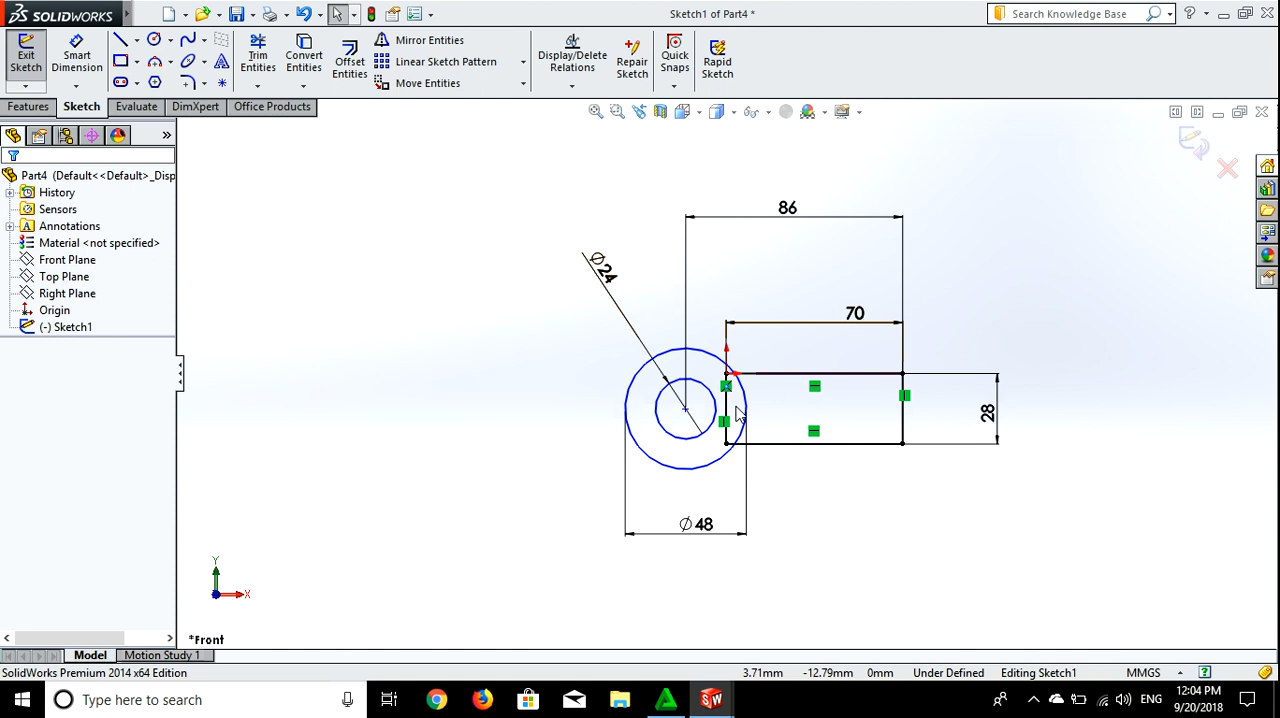 SOLIDWORKS
Sketch1 of Part4 *
Search Knowledge Base
Exit Sketch
Smart Dimension
Trim Entities
Convert Entities
Offset Entities
Mirror Entities
Linear Sketch Pattern
Move Entities
Display/Delete Relations
Repair Sketch
Quick Snaps
Rapid Sketch
Features
Sketch
Evaluate
DimXpert
Office Products
Part4 (Default<<Default>_Disp
History
Sensors
Annotations
Material <not specified>
Front Plane
Top Plane
Right Plane
Origin
(-) Sketch1
86
∅24
70
28
∅48
Y
X
*Front
Model
Motion Study 1
SolidWorks Premium 2014 x64 Edition
3.71mm
-12.79mm
0mm
Under Defined
Editing Sketch1
MMGS
Type here to search
ENG
12:04 PM
9/20/2018